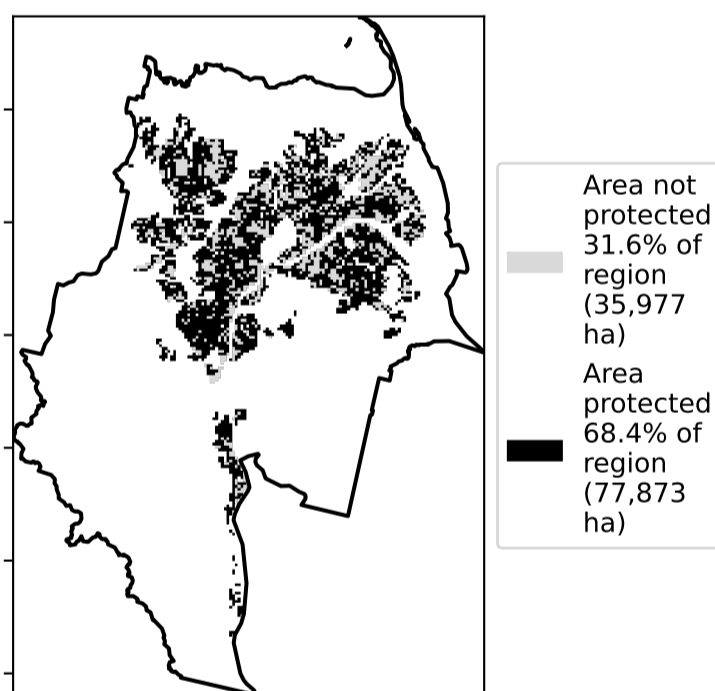 Area not
protected
31.6% of
region
(35,977
ha)
Area
protected
68.4% of
region
(77,873
ha)